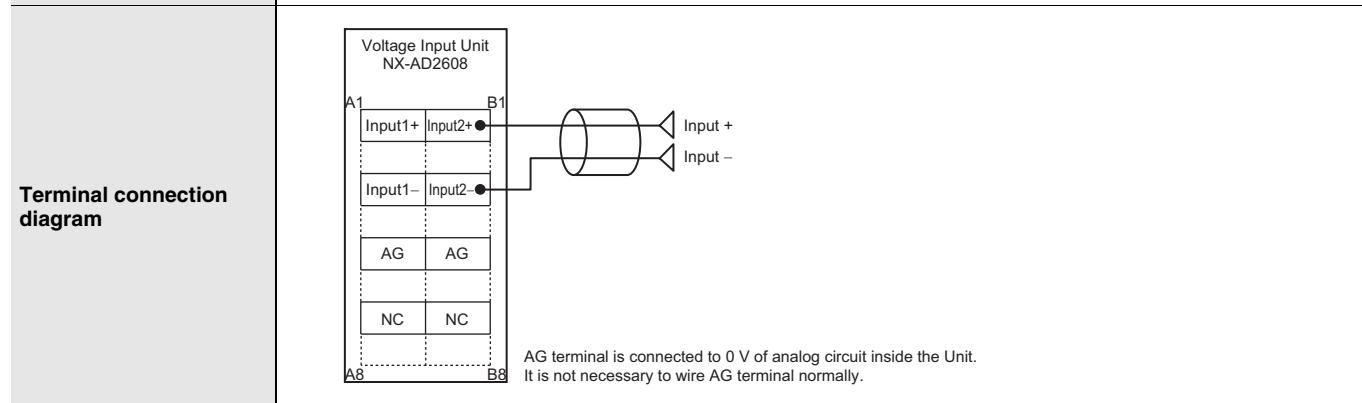 Terminal connection
diagram
Voltage Input Unit
NX-AD2608
A1 B1
Input1+ Input2+ Input +
Input −
Input1− Input2−
AG AG
NC NC
A8 B8
AG terminal is connected to 0 V of analog circuit inside the Unit.
It is not necessary to wire AG terminal normally.